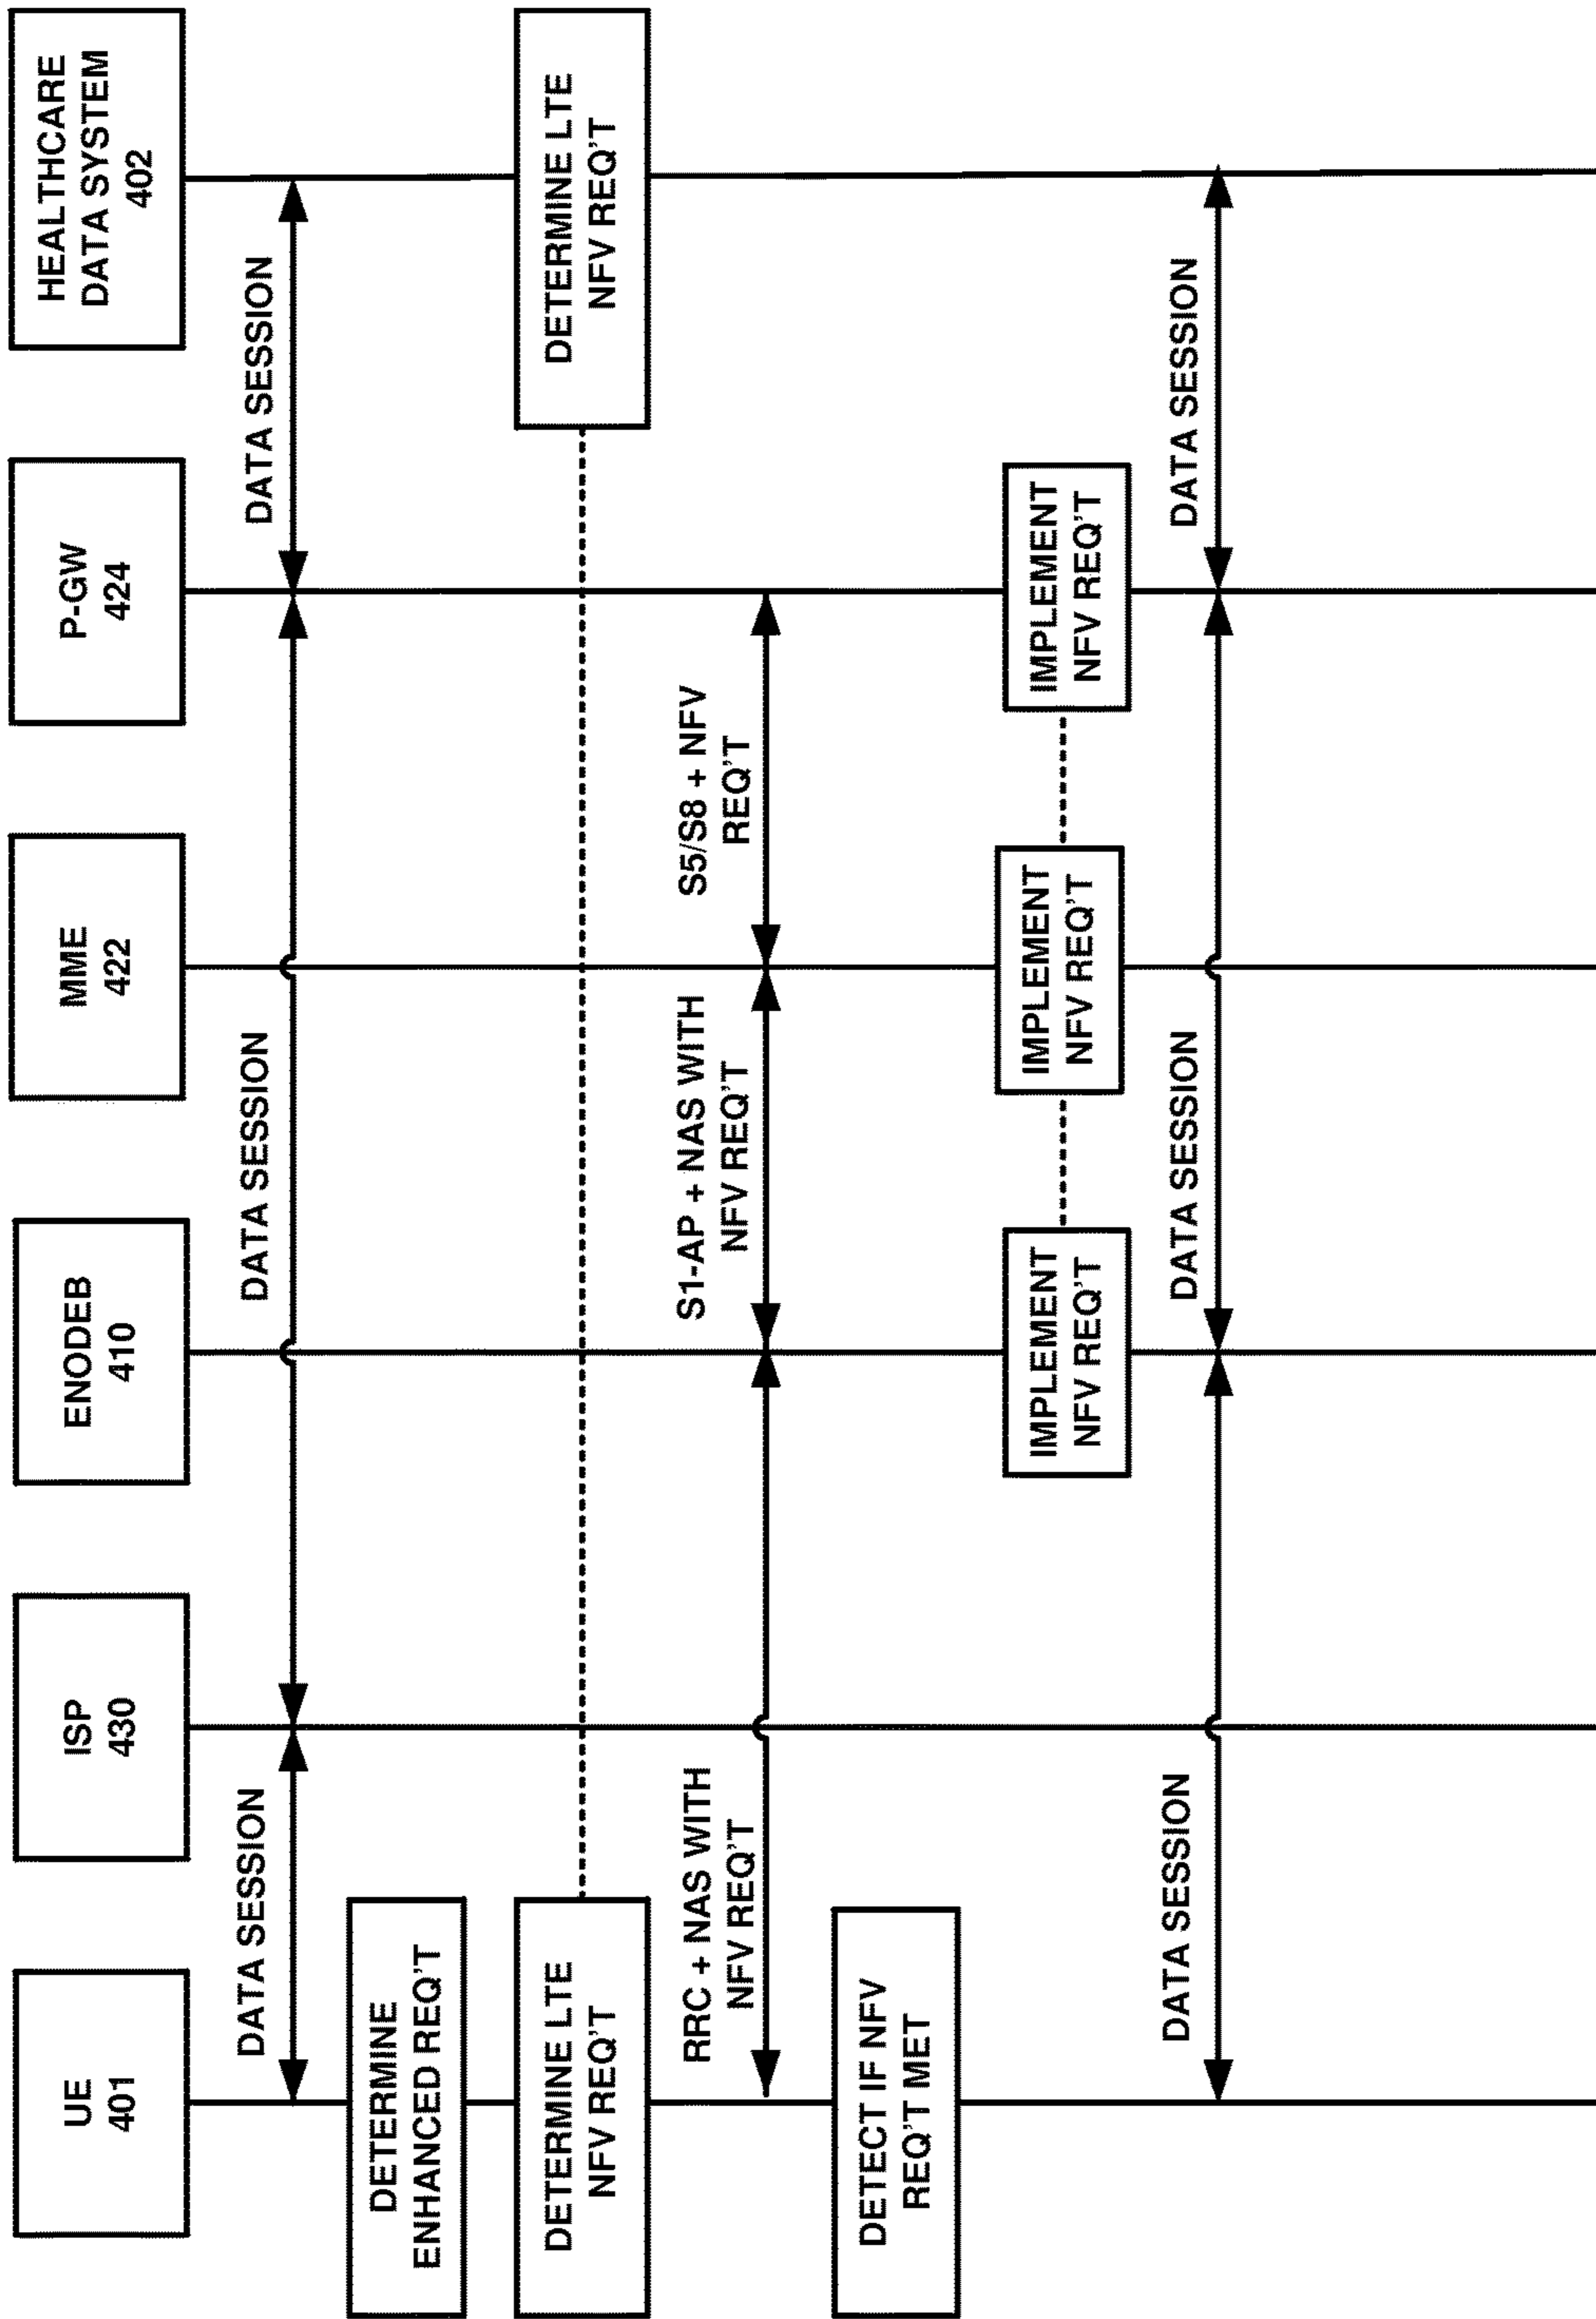 UE
401
ISP
430
ENODEB
410
MME
422
P-GW
424
HEALTHCARE
DATA SYSTEM
402
DATA SESSION
DATA SESSION
DATA SESSION
DETERMINE
ENHANCED REQ'T
DETERMINE LTE
NFV REQ'T
DETERMINE LTE
NFV REQ'T
RRC + NAS WITH
NFV REQ'T
S1-AP + NAS WITH
NFV REQ'T
S5/S8 + NFV
REQ'T
DETECT IF NFV
REQ'T MET
IMPLEMENT
NFV REQ'T
IMPLEMENT
NFV REQ'T
IMPLEMENT
NFV REQ'T
DATA SESSION
DATA SESSION
DATA SESSION